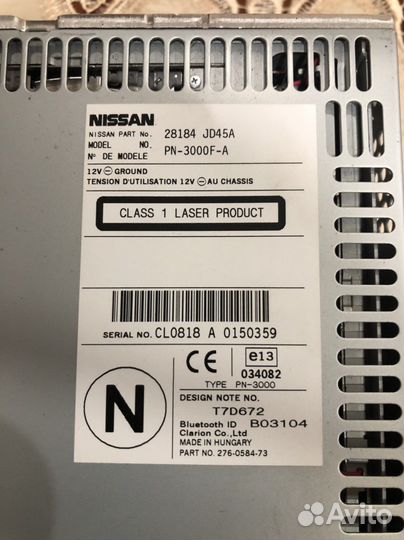 NISSAN
NISSAN PART No. 28184 JD45A
MODEL NO. PN-3000F-A
N° DE MODELE
12V ⊖ GROUND
TENSION D'UTILISATION 12V ⊖ AU CHASSIS
CLASS 1 LASER PRODUCT
SERIAL NO. CL0818 A 0150359
CE e13
034082
TYPE PN-3000
N
DESIGN NOTE NO.
T7D672
Bluetooth ID B03104
Clarion Co.,Ltd
MADE IN HUNGARY
PART NO. 276-0584-73
Avito